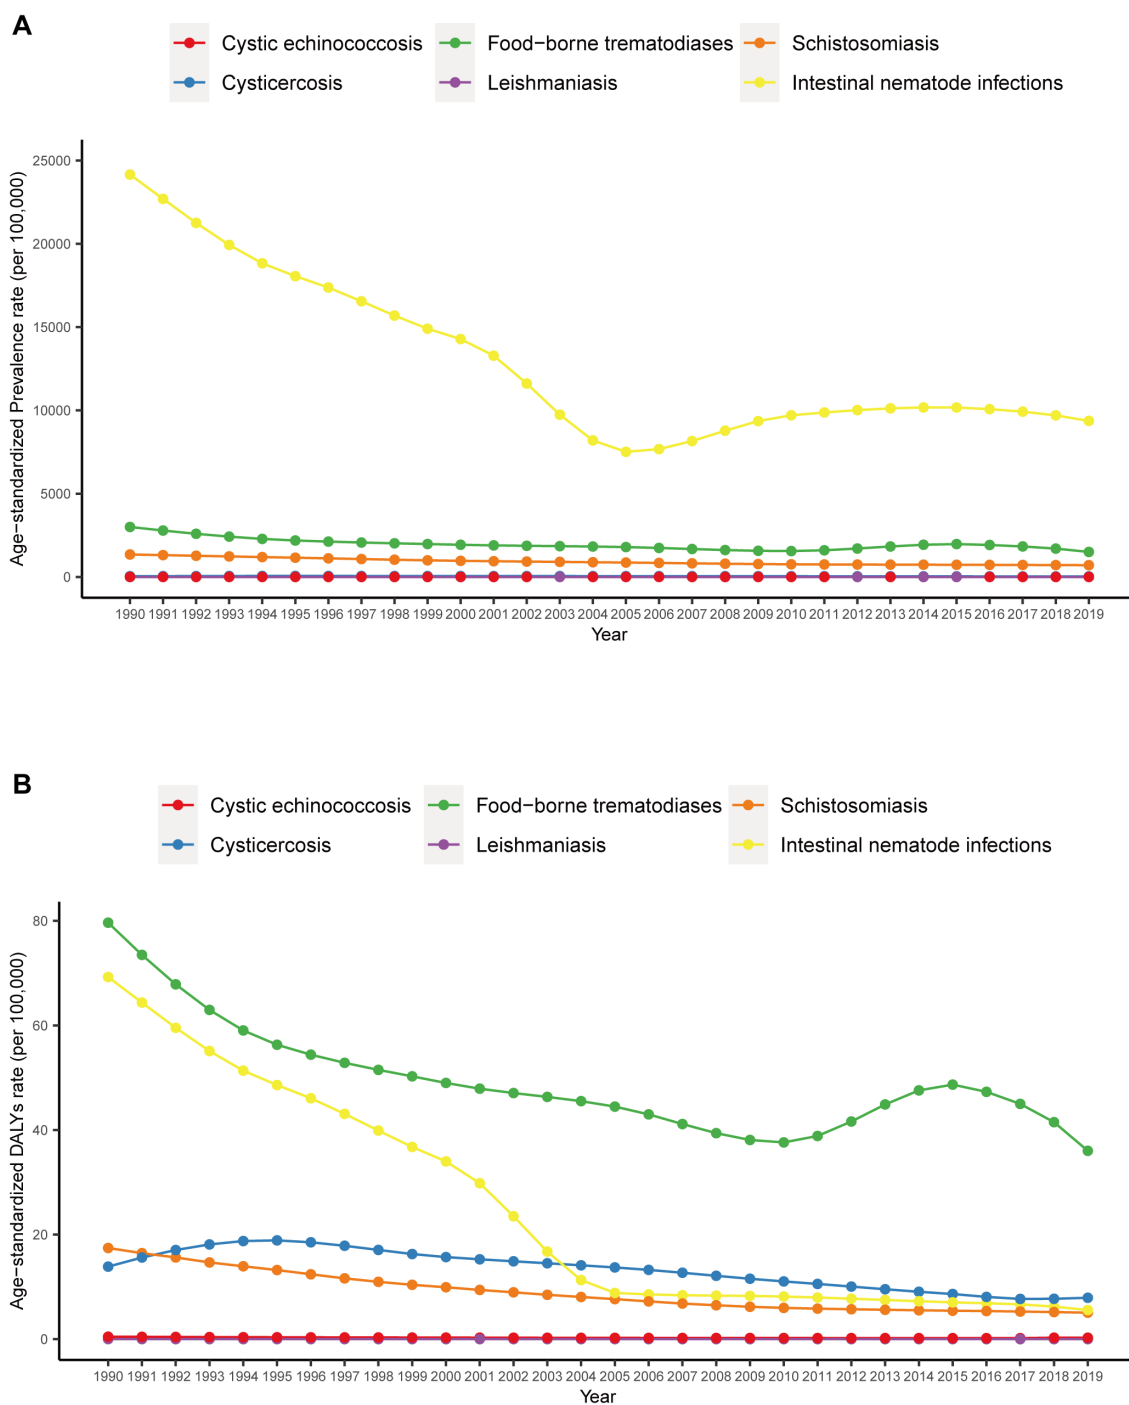 A
Cystic echinococcosis Food−borne trematodiases Schistosomiasis
Cysticercosis Leishmaniasis Intestinal nematode infections
Age−standardized Prevalence rate (per 100,000)
25000
20000
15000
10000
5000
0
1990 1991 1992 1993 1994 1995 1996 1997 1998 1999 2000 2001 2002 2003 2004 2005 2006 2007 2008 2009 2010 2011 2012 2013 2014 2015 2016 2017 2018 2019
Year
B
Cystic echinococcosis Food−borne trematodiases Schistosomiasis
Cysticercosis Leishmaniasis Intestinal nematode infections
Age−standardized DALYs rate (per 100,000)
80
60
40
20
0
1990 1991 1992 1993 1994 1995 1996 1997 1998 1999 2000 2001 2002 2003 2004 2005 2006 2007 2008 2009 2010 2011 2012 2013 2014 2015 2016 2017 2018 2019
Year